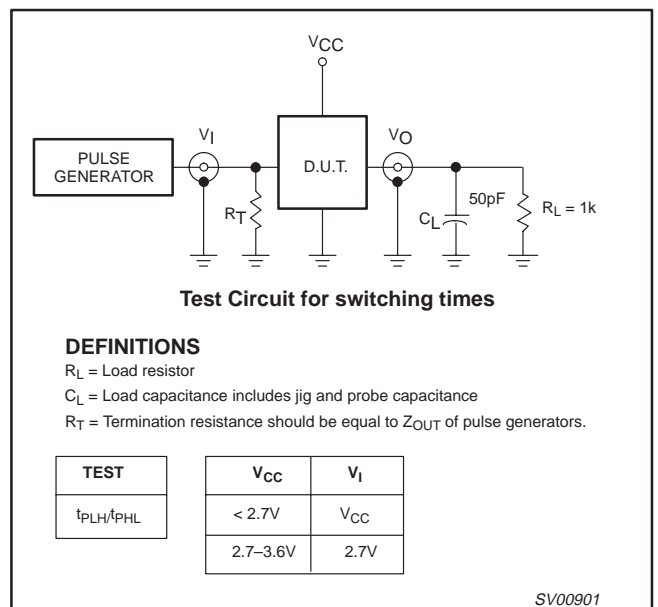 VCC
PULSE
GENERATOR
VI
D.U.T.
VO
RT
50pF
CL
RL = 1k
Test Circuit for switching times
DEFINITIONS
RL = Load resistor
CL = Load capacitance includes jig and probe capacitance
RT = Termination resistance should be equal to ZOUT of pulse generators.
TEST
tPLH/tPHL
VCC VI
< 2.7V VCC
2.7–3.6V 2.7V
SV00901